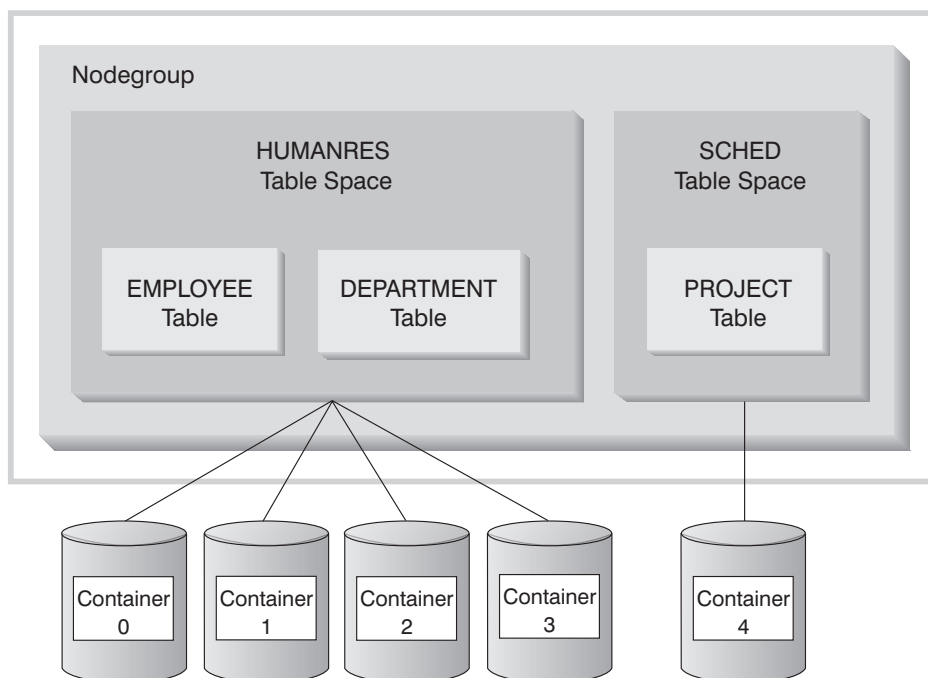 Nodegroup
HUMANRES
Table Space
SCHED
Table Space
EMPLOYEE
Table
DEPARTMENT
Table
PROJECT
Table
Container
0
Container
1
Container
2
Container
3
Container
4